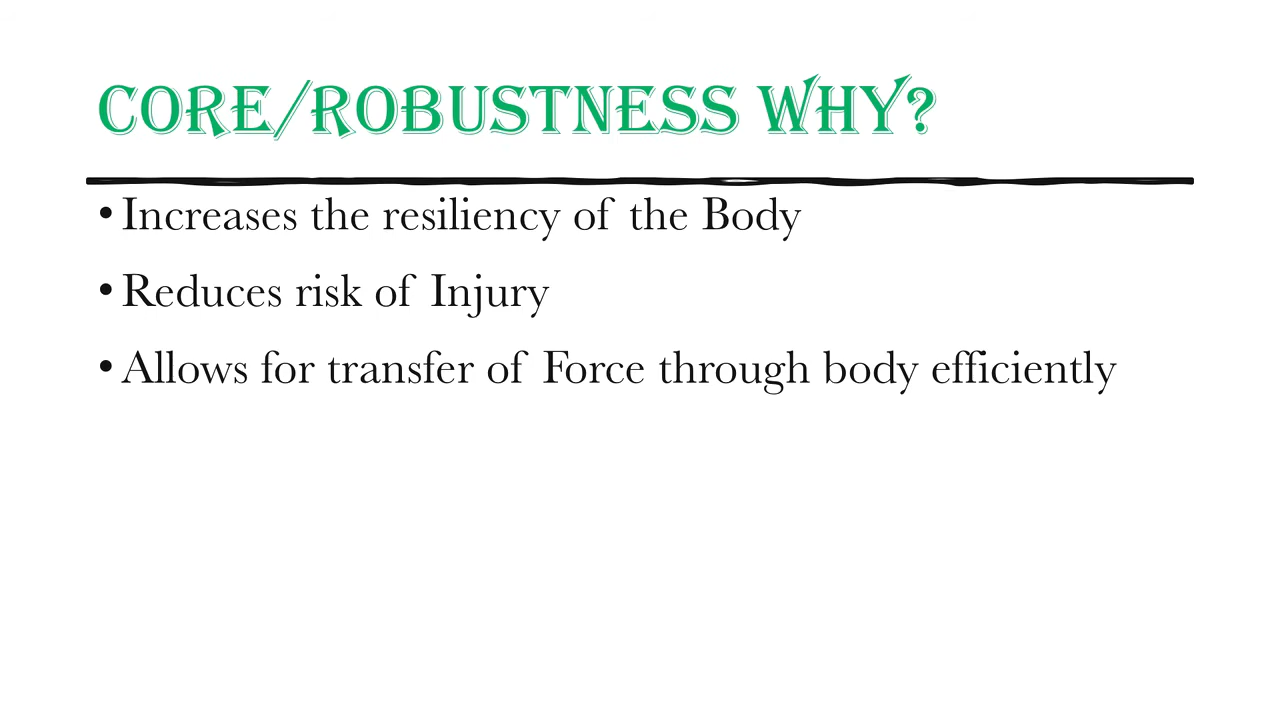 CORE/ROBUSTNESS WHY?
• Increases the resiliency of the Body
• Reduces risk of Injury
• Allows for transfer of Force through body efficiently